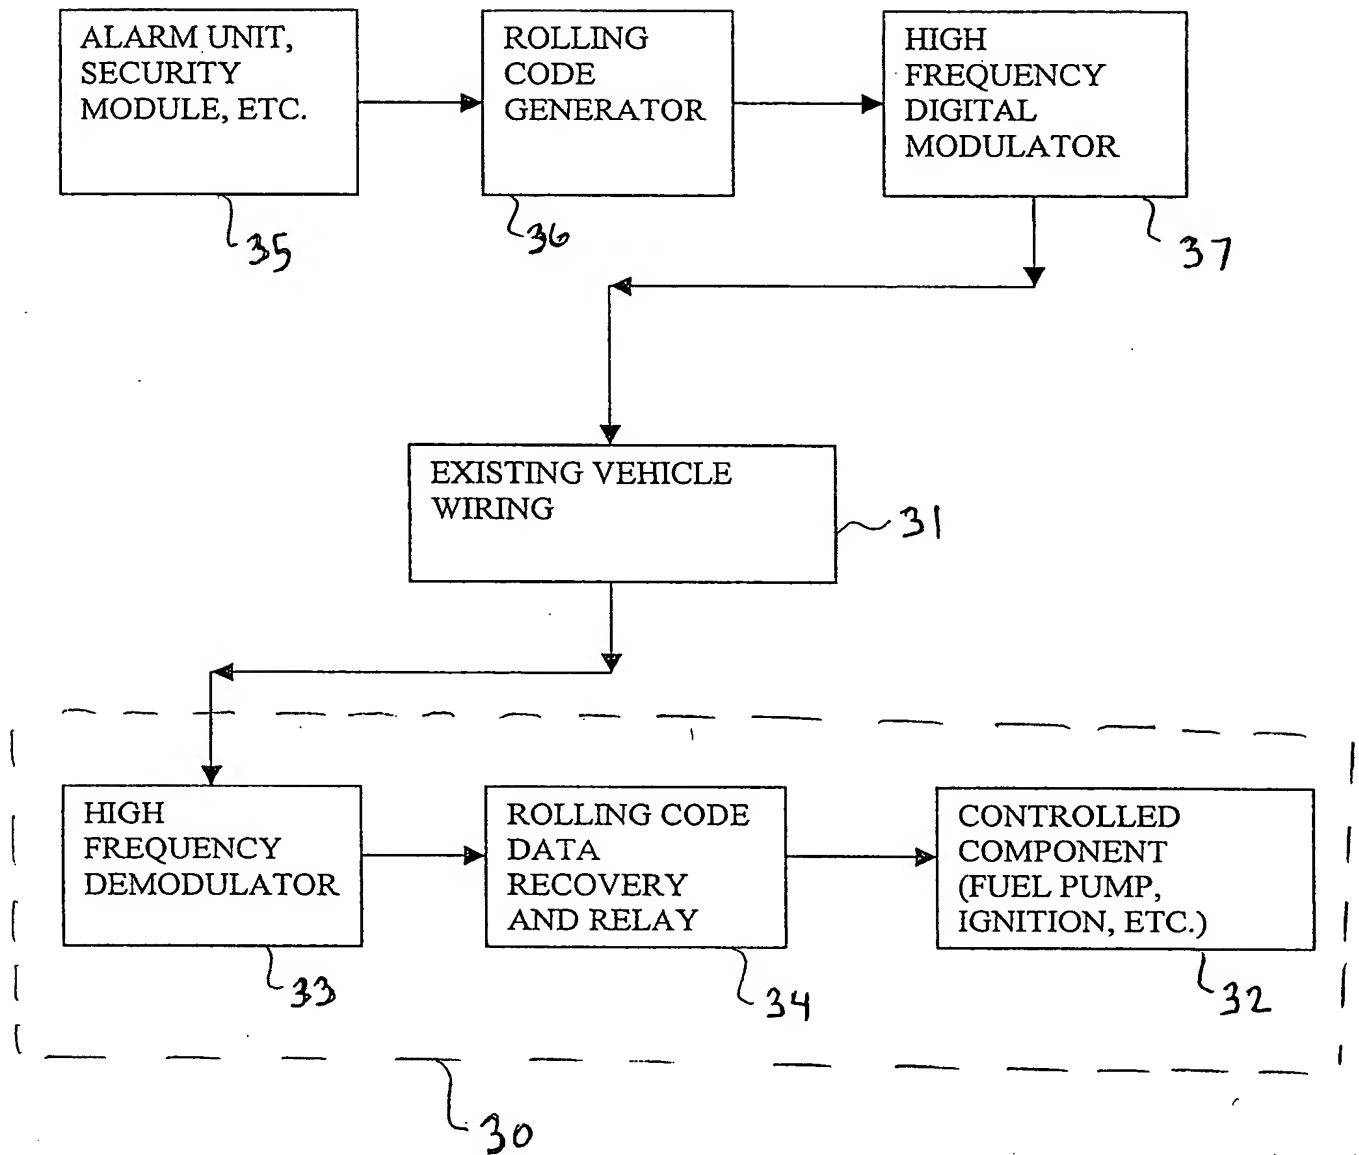 ALARM UNIT,
SECURITY
MODULE, ETC.
35
ROLLING
CODE
GENERATOR
36
HIGH
FREQUENCY
DIGITAL
MODULATOR
37
EXISTING VEHICLE
WIRING
31
HIGH
FREQUENCY
DEMODULATOR
33
ROLLING CODE
DATA
RECOVERY
AND RELAY
34
CONTROLLED
COMPONENT
(FUEL PUMP,
IGNITION, ETC.)
32
30